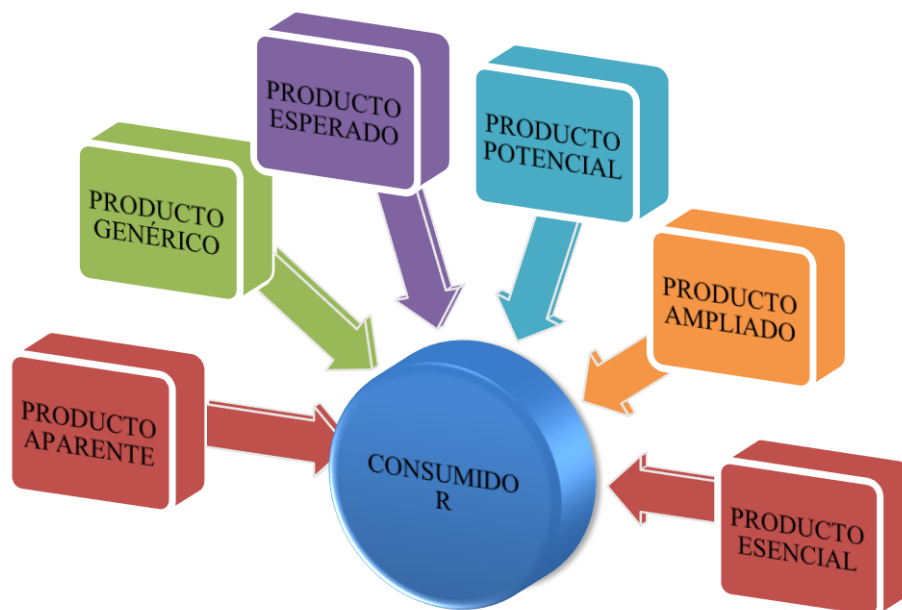 PRODUCTO
ESPERADO
PRODUCTO
POTENCIAL
PRODUCTO
GENÉRICO
PRODUCTO
AMPLIADO
PRODUCTO
APARENTE
CONSUMIDO
R
PRODUCTO
ESENCIAL